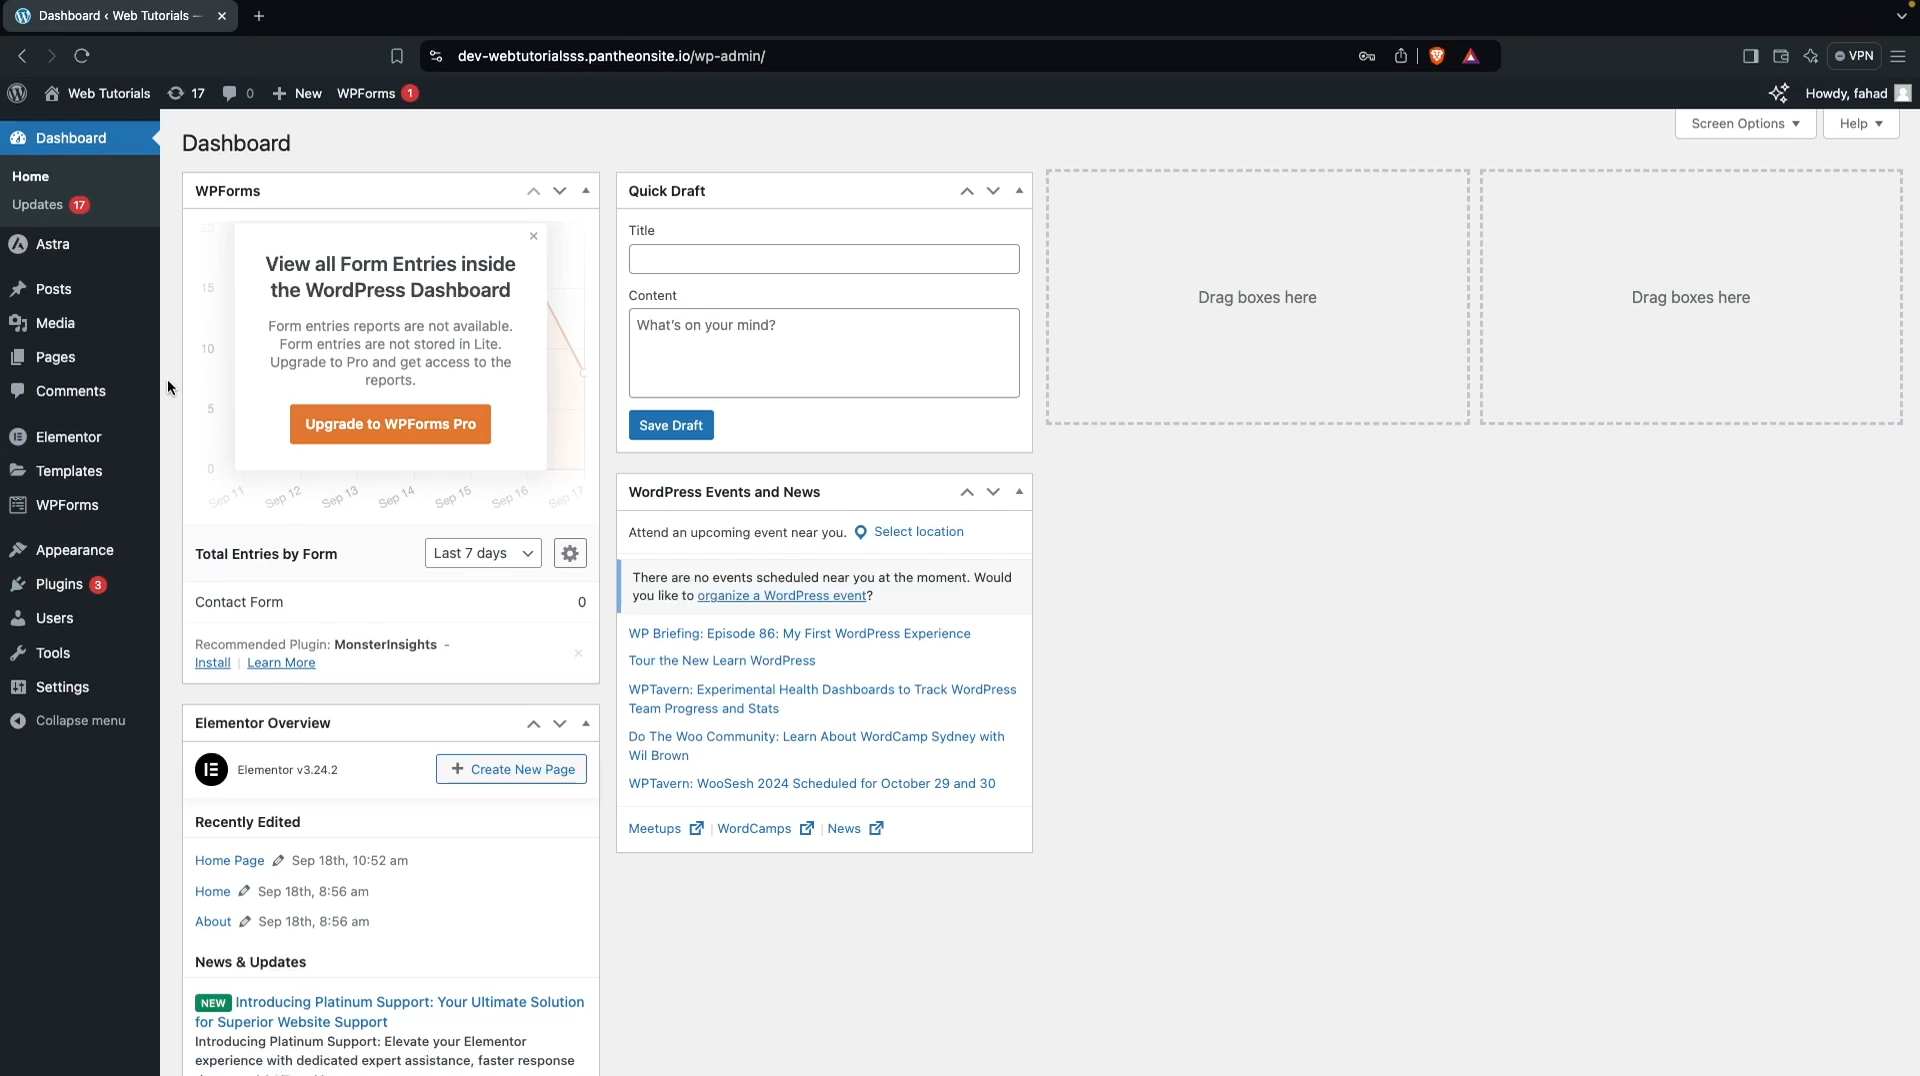 Dashboard ‹ Web Tutorials —
dev-webtutorialsss.pantheonsite.io/wp-admin/
VPN
Web Tutorials
17
0
New
WPForms
1
Howdy, fahad
Dashboard
Home
Updates 17
Astra
Posts
Media
Pages
Comments
Elementor
Templates
WPForms
Appearance
Plugins 3
Users
Tools
Settings
Collapse menu
Dashboard
Screen Options
Help
WPForms
20
15
10
5
0
View all Form Entries inside
the WordPress Dashboard
Form entries reports are not available.
Form entries are not stored in Lite.
Upgrade to Pro and get access to the
reports.
Upgrade to WPForms Pro
Sep 11
Sep 12
Sep 13
Sep 14
Sep 15
Sep 16
Sep 17
Total Entries by Form
Last 7 days
Contact Form
0
Recommended Plugin: MonsterInsights -
Install | Learn More
Elementor Overview
Elementor v3.24.2
Create New Page
Recently Edited
Home Page Sep 18th, 10:52 am
Home Sep 18th, 8:56 am
About Sep 18th, 8:56 am
News & Updates
NEW Introducing Platinum Support: Your Ultimate Solution
for Superior Website Support
Introducing Platinum Support: Elevate your Elementor
experience with dedicated expert assistance, faster response
Quick Draft
Title
Content
What's on your mind?
Save Draft
WordPress Events and News
Attend an upcoming event near you. Select location
There are no events scheduled near you at the moment. Would
you like to organize a WordPress event?
WP Briefing: Episode 86: My First WordPress Experience
Tour the New Learn WordPress
WPTavern: Experimental Health Dashboards to Track WordPress
Team Progress and Stats
Do The Woo Community: Learn About WordCamp Sydney with
Wil Brown
WPTavern: WooSesh 2024 Scheduled for October 29 and 30
Meetups | WordCamps | News
Drag boxes here
Drag boxes here